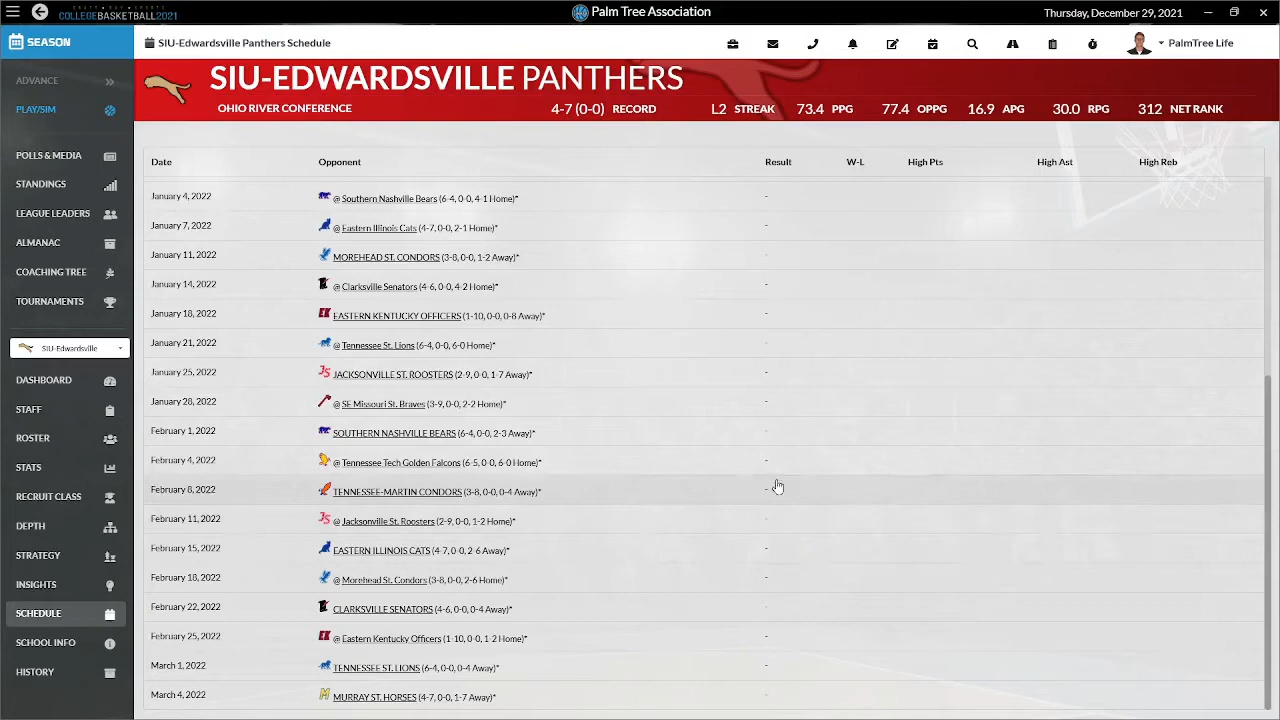 DRAFT DAY SPORTS
COLLEGEBASKETBALL2021
Palm Tree Association
Thursday, December 29, 2021
SEASON
SIU-Edwardsville Panthers Schedule
PalmTree Life
ADVANCE
PLAY/SIM
POLLS & MEDIA
STANDINGS
LEAGUE LEADERS
ALMANAC
COACHING TREE
TOURNAMENTS
SIU-Edwardsville
DASHBOARD
STAFF
ROSTER
STATS
RECRUIT CLASS
DEPTH
STRATEGY
INSIGHTS
SCHEDULE
SCHOOL INFO
HISTORY
SIU-EDWARDSVILLE PANTHERS
OHIO RIVER CONFERENCE 4-7 (0-0) RECORD L2 STREAK 73.4 PPG 77.4 OPPG 16.9 APG 30.0 RPG 312 NET RANK
Date Opponent Result W-L High Pts High Ast High Reb
January 4, 2022 @ Southern Nashville Bears (6-4, 0-0, 4-1 Home)* -
January 7, 2022 @ Eastern Illinois Cats (4-7, 0-0, 2-1 Home)* -
January 11, 2022 MOREHEAD ST. CONDORS (3-8, 0-0, 1-2 Away)* -
January 14, 2022 @ Clarksville Senators (4-6, 0-0, 4-2 Home)* -
January 18, 2022 EASTERN KENTUCKY OFFICERS (1-10, 0-0, 0-8 Away)* -
January 21, 2022 @ Tennessee St. Lions (6-4, 0-0, 6-0 Home)* -
January 25, 2022 JACKSONVILLE ST. ROOSTERS (2-9, 0-0, 1-7 Away)* -
January 28, 2022 @ SE Missouri St. Braves (3-9, 0-0, 2-2 Home)* -
February 1, 2022 SOUTHERN NASHVILLE BEARS (6-4, 0-0, 2-3 Away)* -
February 4, 2022 @ Tennessee Tech Golden Falcons (6-5, 0-0, 6-0 Home)* -
February 8, 2022 TENNESSEE-MARTIN CONDORS (3-8, 0-0, 0-4 Away)* -
February 11, 2022 @ Jacksonville St. Roosters (2-9, 0-0, 1-2 Home)* -
February 15, 2022 EASTERN ILLINOIS CATS (4-7, 0-0, 2-6 Away)* -
February 18, 2022 @ Morehead St. Condors (3-8, 0-0, 2-6 Home)* -
February 22, 2022 CLARKSVILLE SENATORS (4-6, 0-0, 0-4 Away)* -
February 25, 2022 @ Eastern Kentucky Officers (1-10, 0-0, 1-2 Home)* -
March 1, 2022 TENNESSEE ST. LIONS (6-4, 0-0, 0-4 Away)* -
March 4, 2022 MURRAY ST. HORSES (4-7, 0-0, 1-7 Away)* -